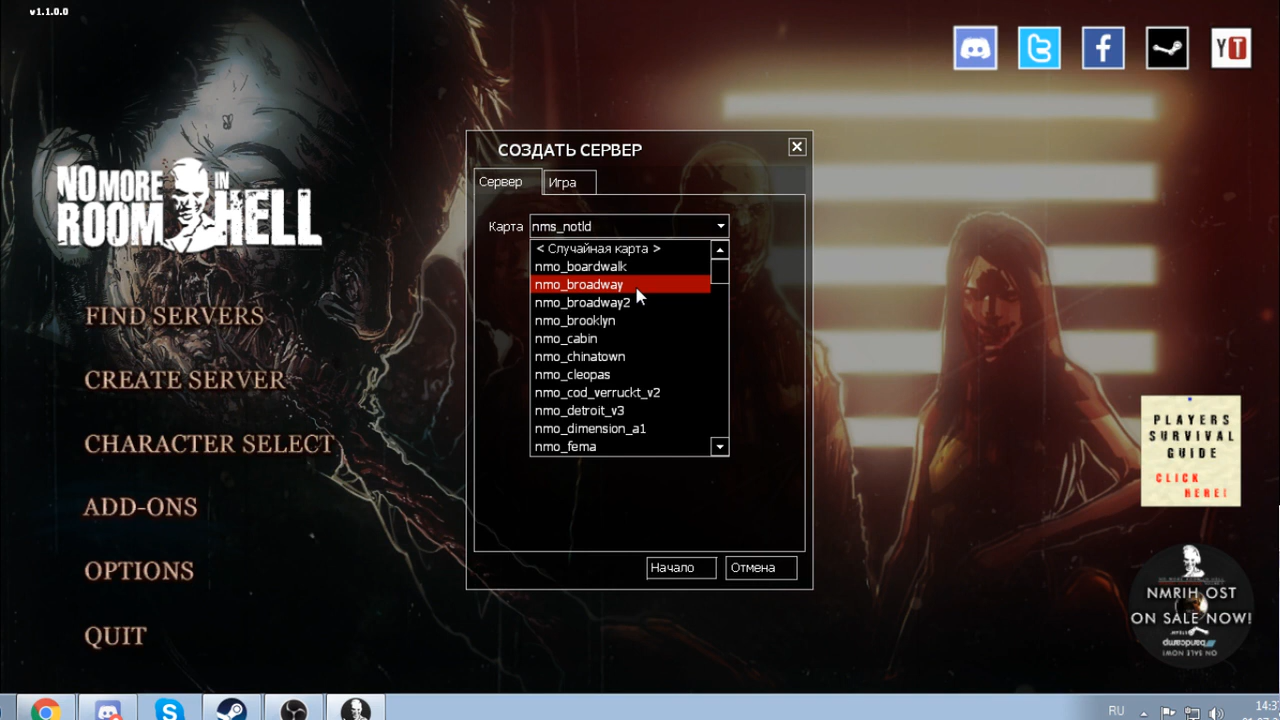 v1.1.0.0
YT
NO MORE ROOM IN HELL
FIND SERVERS
CREATE SERVER
CHARACTER SELECT
ADD-ONS
OPTIONS
QUIT
СОЗДАТЬ СЕРВЕР
Сервер
Игра
Карта
nms_notld
< Случайная карта >
nmo_boardwalk
nmo_broadway
nmo_broadway2
nmo_brooklyn
nmo_cabin
nmo_chinatown
nmo_cleopas
nmo_cod_verruckt_v2
nmo_detroit_v3
nmo_dimension_a1
nmo_fema
Начало
Отмена
PLAYERS
SURVIVAL
GUIDE
CLICK
HERE!
NMRIH OST
ON SALE NOW!
bandcamp
RU